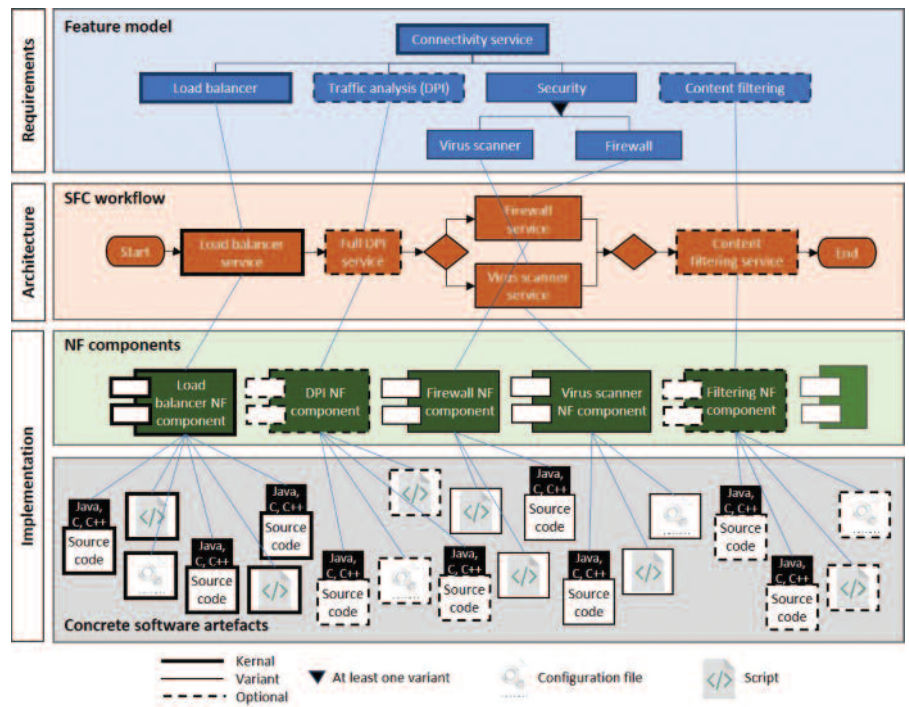 Requirements
Feature model
Connectivity service
Load balancer
Traffic analysis (DPI)
Security
Content filtering
Virus scanner
Firewall
Architecture
SFC workflow
Start
Load balancer
service
Full DPI
service
Firewall
service
Virus scanner
service
Content
filtering service
End
Implementation
NF components
Load
balancer NF
component
DPI NF
component
Firewall NF
component
Virus scanner
NF component
Filtering NF
component
Java,
C, C++
Source
code
</>
Java,
C, C++
Source
code
Java,
C, C++
Source
code
</>
Java,
C, C++
Source
code
</>
Java,
C, C++
Source
code
</>
</>
Java,
C, C++
Source
code
Java,
C, C++
Source
code
</>
Java,
C, C++
Source
code
Java,
C, C++
Source
code
</>
Concrete software artefacts
Kernal
Variant
Optional
At least one variant
Configuration file
</>
Script